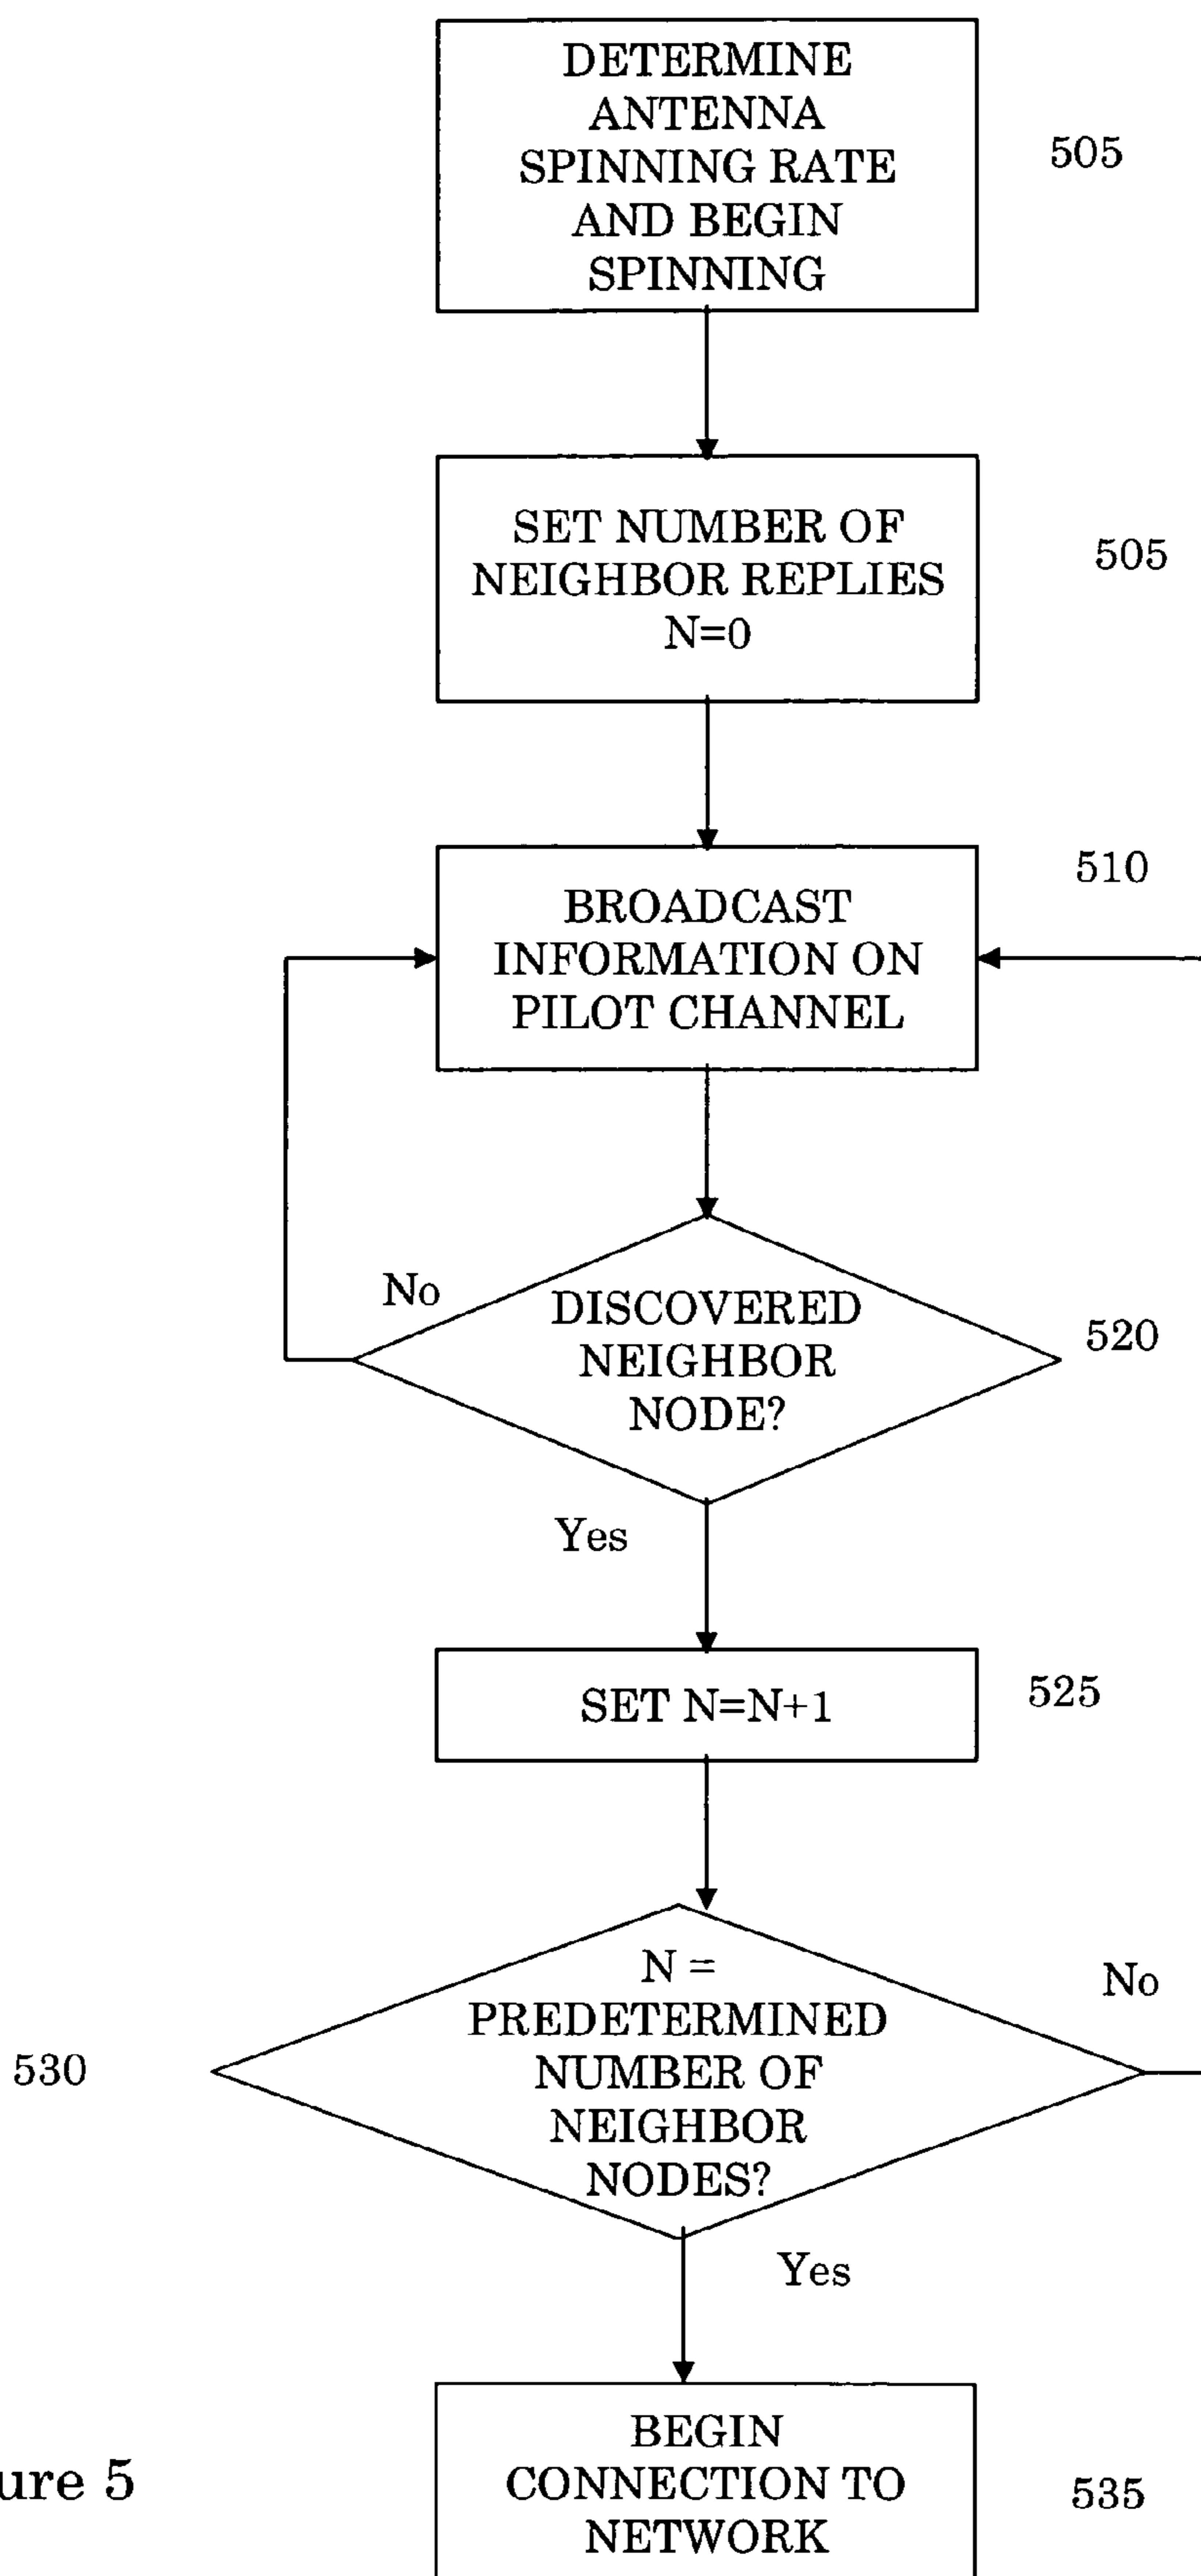 DETERMINE
ANTENNA
SPINNING RATE
AND BEGIN
SPINNING
505
SET NUMBER OF
NEIGHBOR REPLIES
N=0
505
510
BROADCAST
INFORMATION ON
PILOT CHANNEL
No
DISCOVERED
NEIGHBOR
NODE?
520
Yes
SET N=N+1
525
N =
PREDETERMINED
NUMBER OF
NEIGHBOR
NODES?
No
530
Yes
BEGIN
CONNECTION TO
NETWORK
535
ure 5